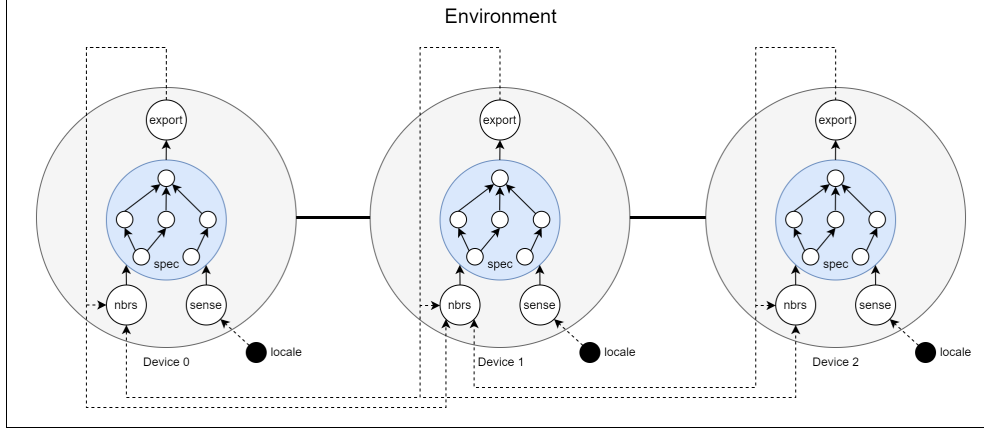 Environment
export
export
export
spec
spec
spec
nbrs
sense
nbrs
sense
nbrs
sense
Device 0
locale
Device 1
locale
Device 2
locale